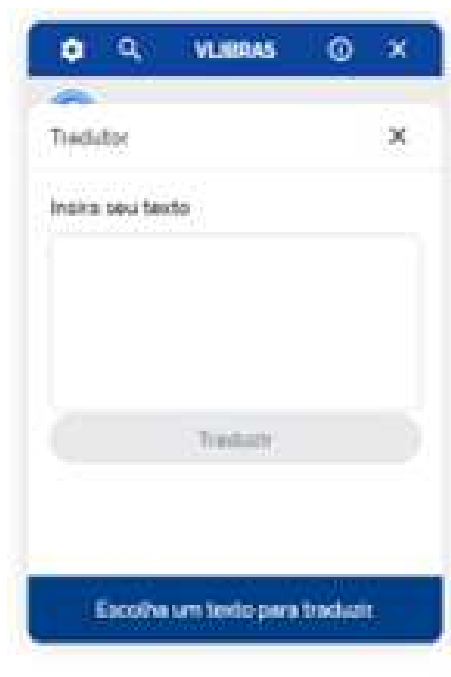 VLIBRAS
Tradutor
Insira seu texto
Traduzir
Escolha um texto para traduzir